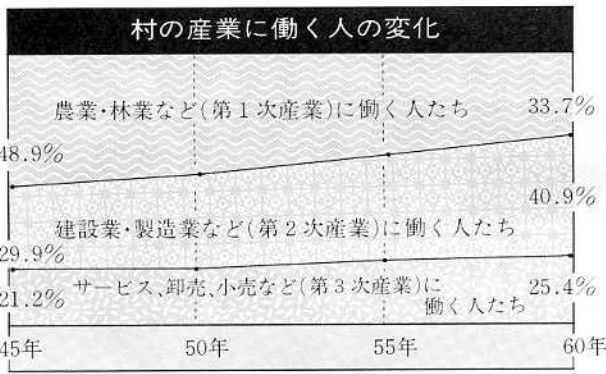 村の産業に働く人の変化
農業・林業など(第1次産業)に働く人たち
33.7%
48.9%
40.9%
建設業・製造業など(第2次産業)に働く人たち
29.9%
21.2%
サービス、卸売、小売など(第3次産業)に
働く人たち
25.4%
45年 50年 55年 60年